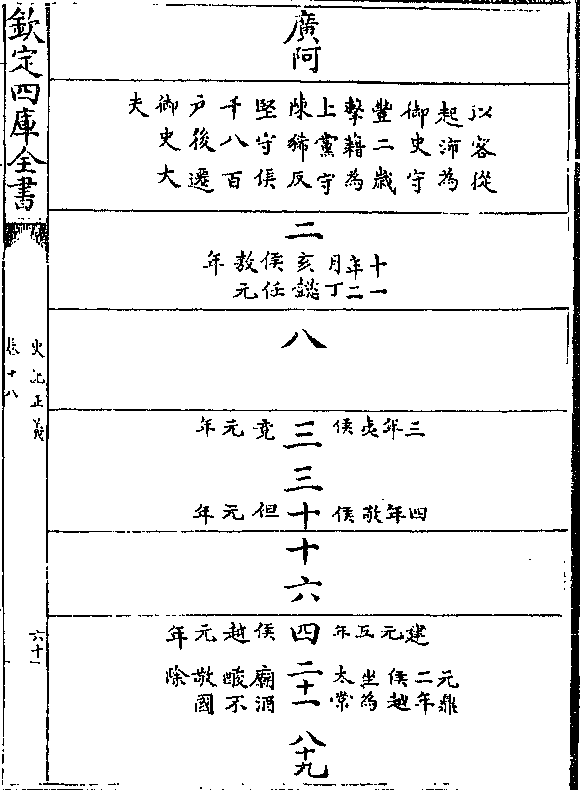 廣阿
以客從
起沛為
御史守
豐二歲
擊籍為
上黨守
陳豨反
堅守侯
千八百
户後遷
御史大
夫
二
十一
年二
月丁
亥懿
侯任
敖元
年
八
三年夷侯
三
竟元年
四年敬侯
三十
但元年
十六
建元五年
四
侯越元年
元鼎
二年
侯越
坐為
太常
二十一
廟酒
酸不
敬國
除
八十九
欽定四庫全書
史記正義
卷十八
六十一